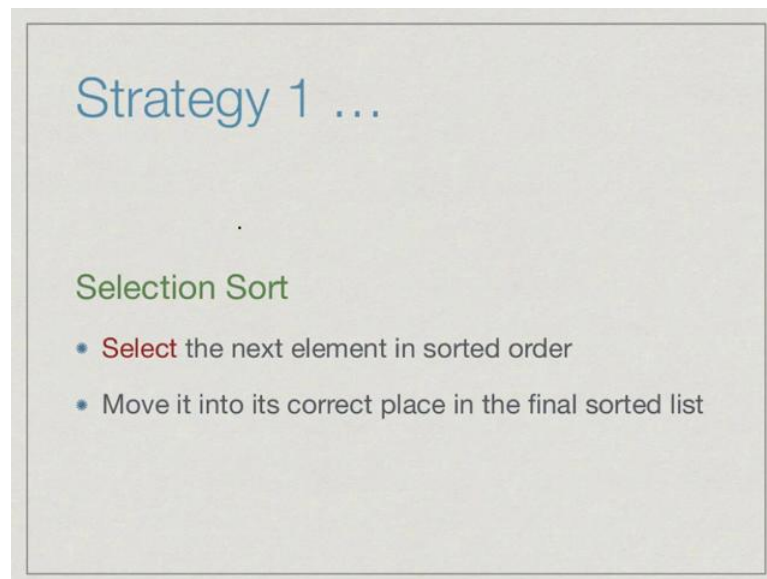 Strategy 1 ...
Selection Sort
Select the next element in sorted order
Move it into its correct place in the final sorted list